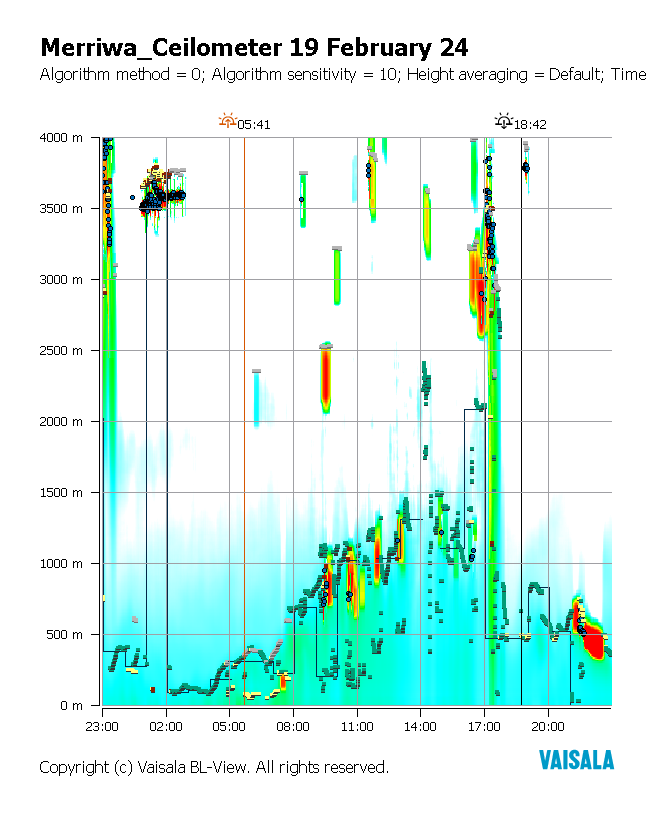 Merriwa_Ceilometer 19 February 24
Algorithm method = 0; Algorithm sensitivity = 10; Height averaging = Default; Time
05:41
18:42
4000 m
3500 m
3000 m
2500 m
2000 m
1500 m
1000 m
500 m
0 m
23:00 02:00 05:00 08:00 11:00 14:00 17:00 20:00
Copyright (c) Vaisala BL-View. All rights reserved.
VAISALA